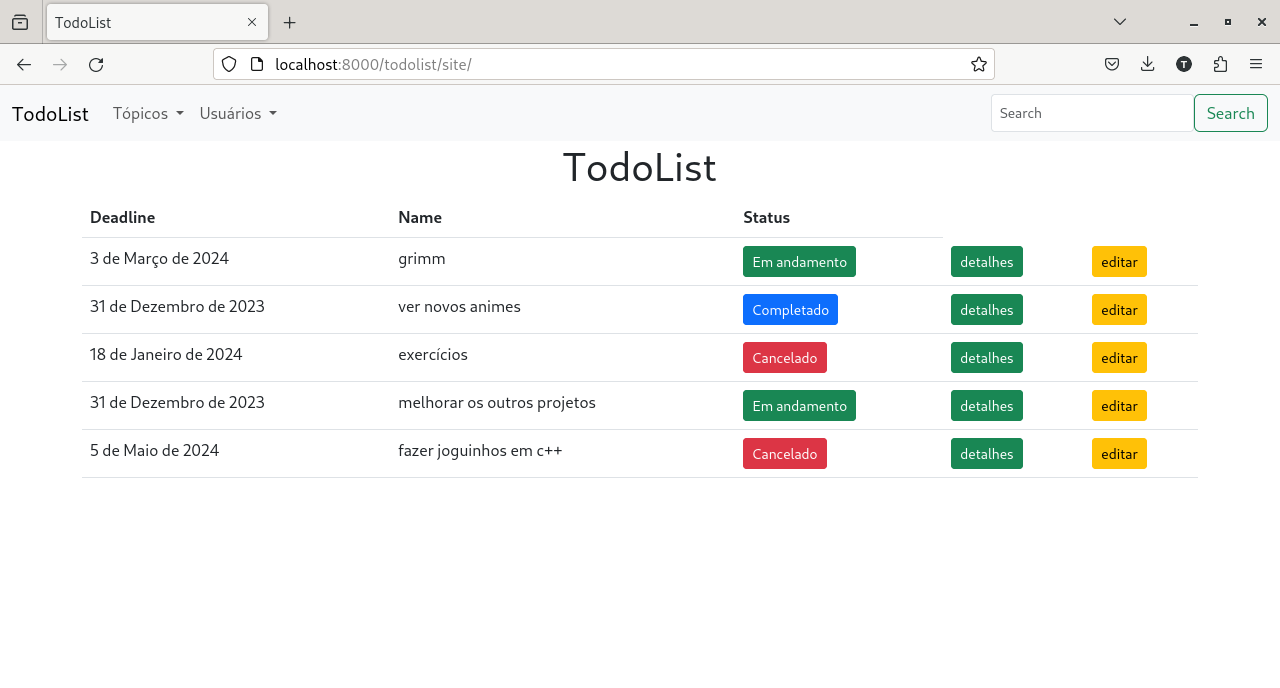 TodoList
localhost:8000/todolist/site/
T
TodoList Tópicos Usuários Search Search
TodoList
Deadline Name Status
3 de Março de 2024 grimm Em andamento detalhes editar
31 de Dezembro de 2023 ver novos animes Completado detalhes editar
18 de Janeiro de 2024 exercícios Cancelado detalhes editar
31 de Dezembro de 2023 melhorar os outros projetos Em andamento detalhes editar
5 de Maio de 2024 fazer joguinhos em c++ Cancelado detalhes editar